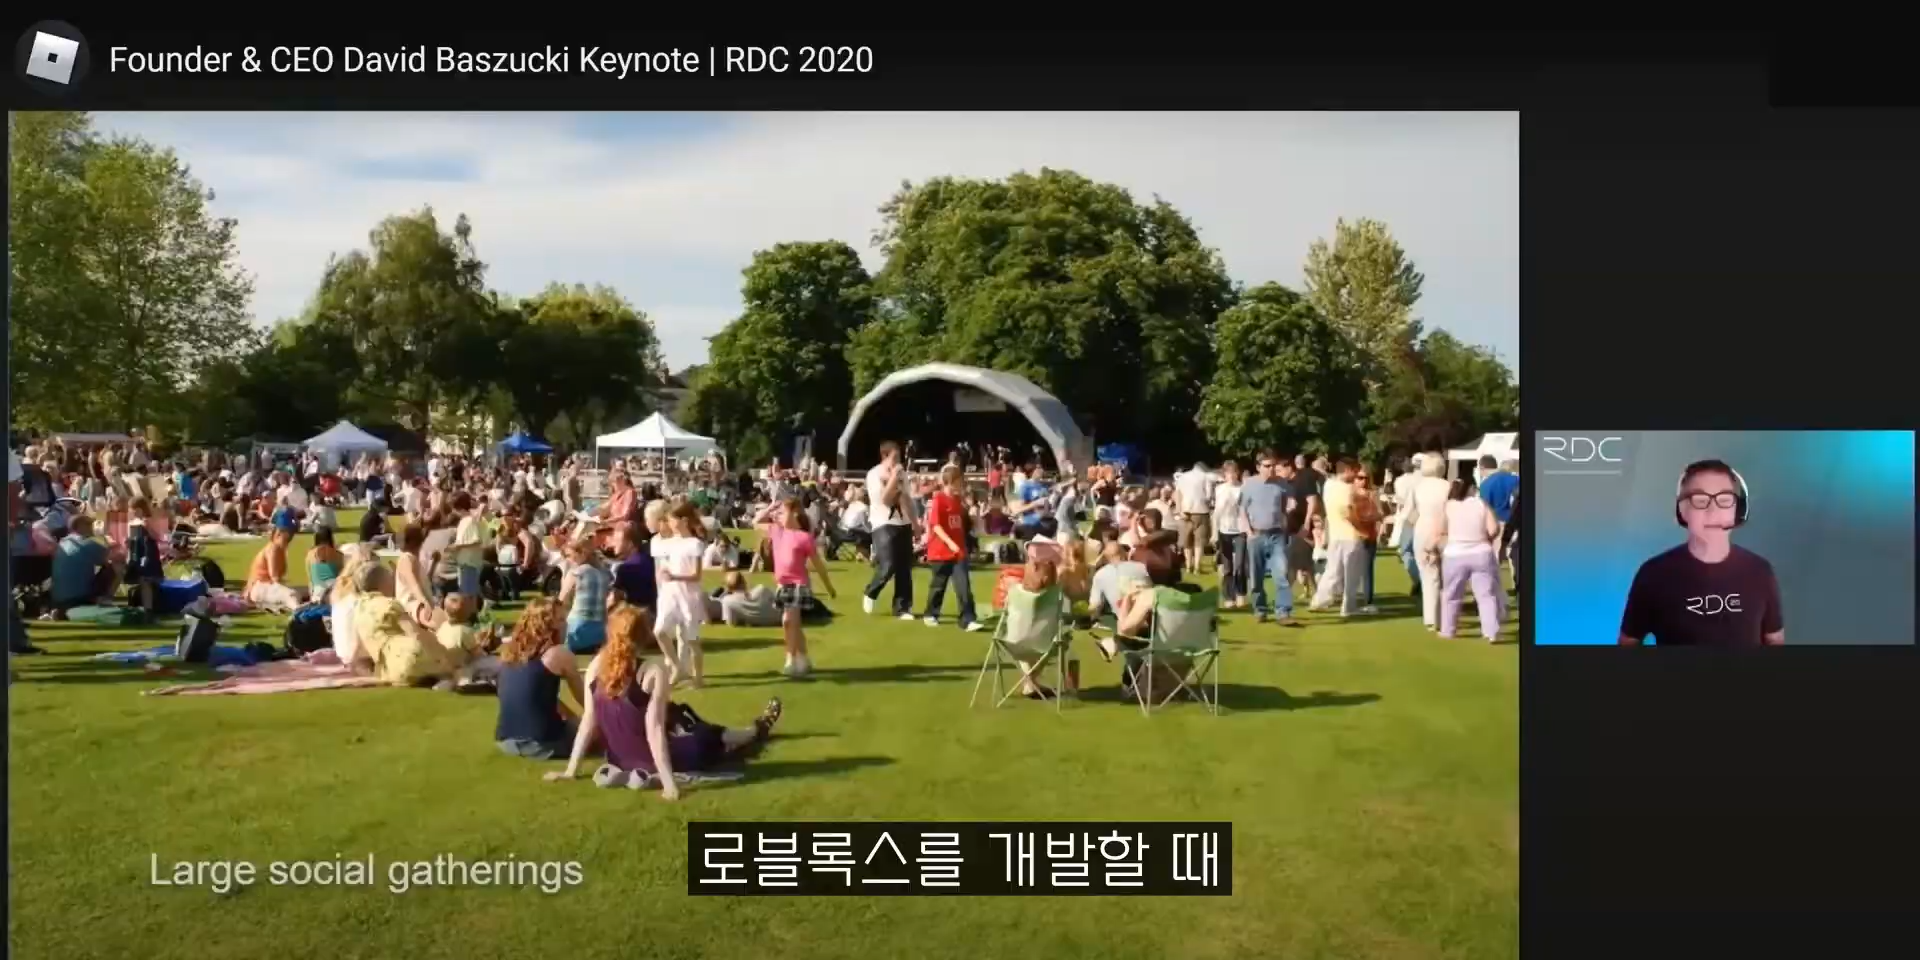 Founder & CEO David Baszucki Keynote | RDC 2020
RDC
RDC
Large social gatherings
로블록스를 개발할 때